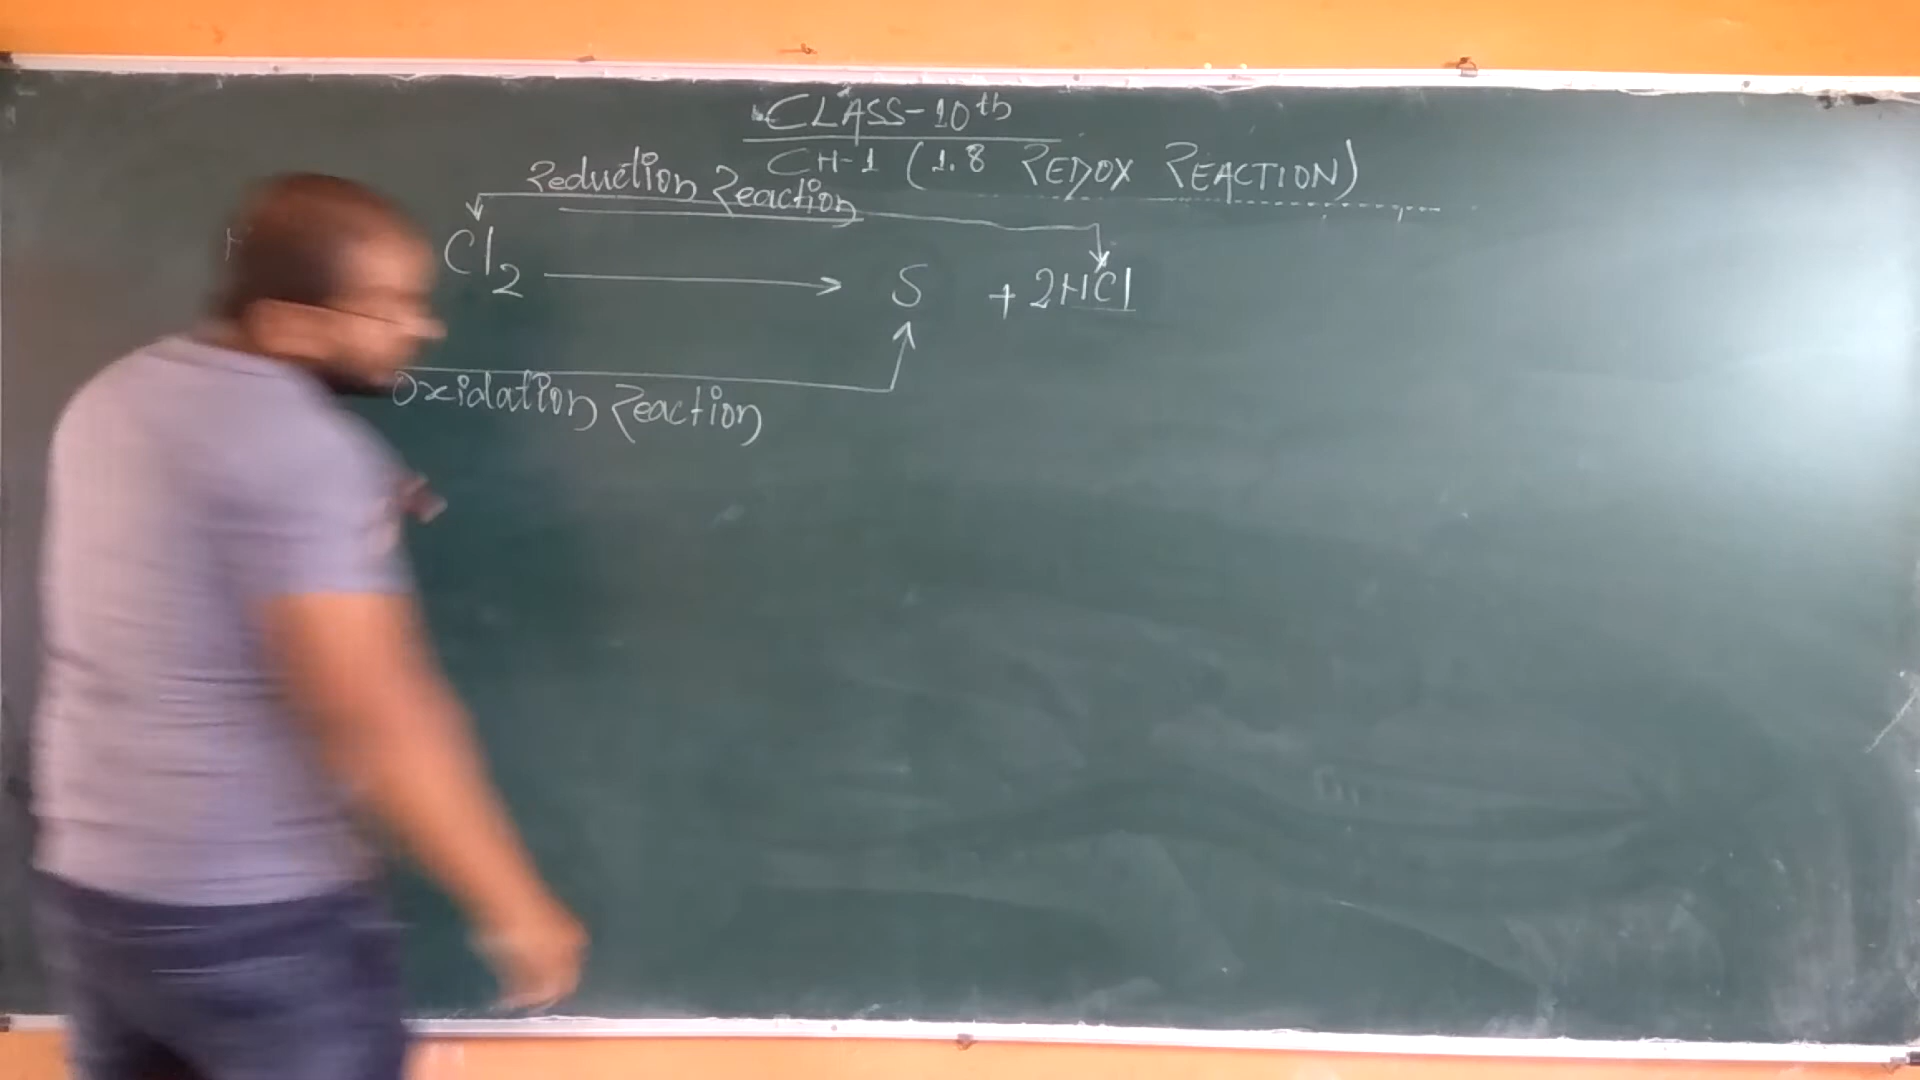 CLASS-10th
CH-1 (1.8 REDOX REACTION)
Reduction Reaction
Cl2 ⟶ S + 2HCl
Oxidation Reaction